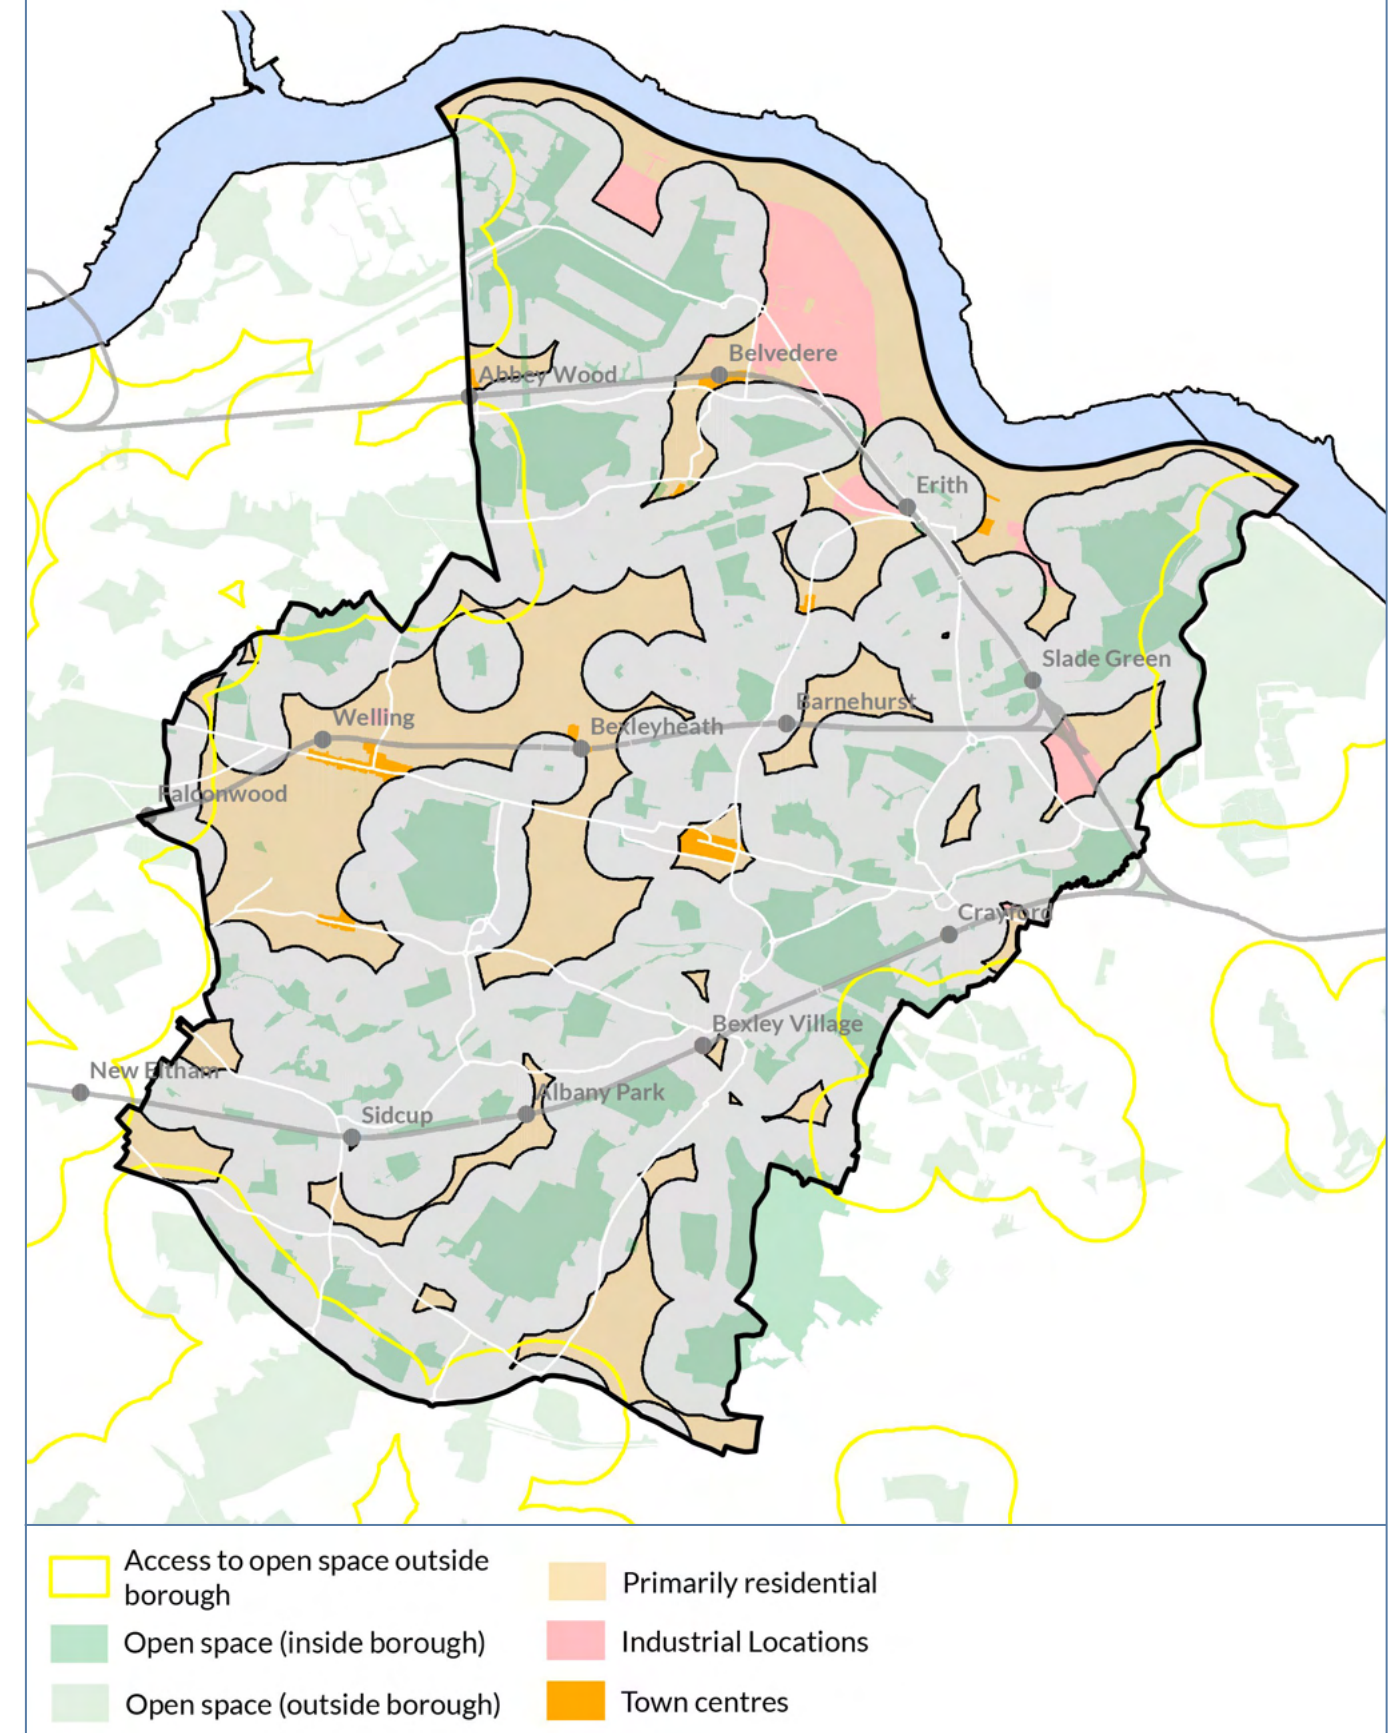 Belvedere
Abbey Wood
Erith
Slade Green
Barnehurst
Welling
Bexleyheath
Falconwood
Crayford
Bexley Village
New Eltham
Albany Park
Sidcup
Access to open space outside
borough
Primarily residential
Open space (inside borough)
Industrial Locations
Open space (outside borough)
Town centres